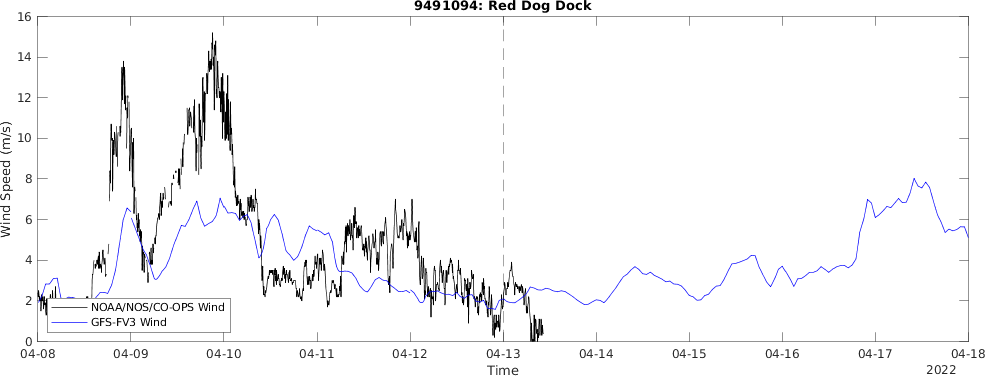 9491094: Red Dog Dock
Wind Speed (m/s)
16
14
12
10
8
6
4
2
0
NOAA/NOS/CO-OPS Wind
GFS-FV3 Wind
04-08 04-09 04-10 04-11 04-12 04-13 04-14 04-15 04-16 04-17 04-18
Time
2022